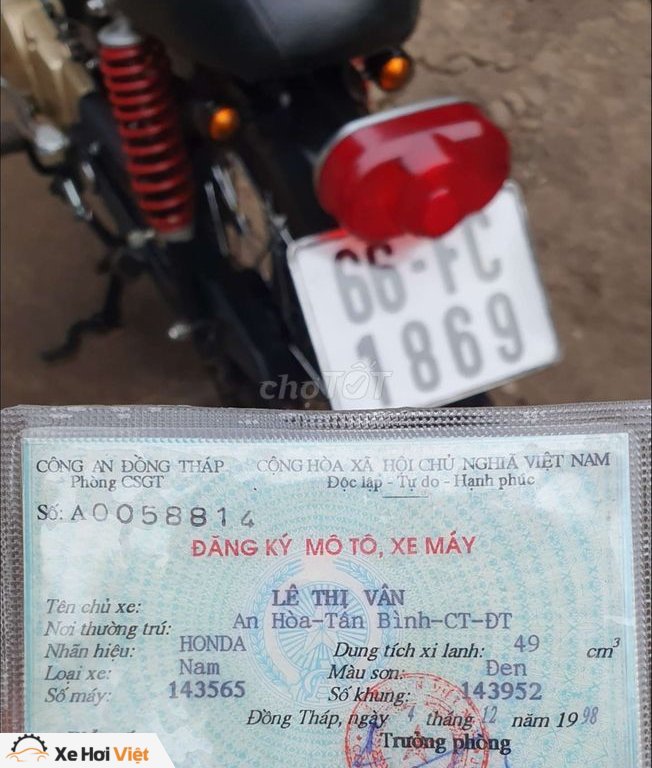 66-FC
1869
chợTỐT
CÔNG AN ĐỒNG THÁP
Phòng CSGT
CỘNG HÒA XÃ HỘI CHỦ NGHĨA VIỆT NAM
Độc lập - Tự do - Hạnh phúc
Số: A0058814
ĐĂNG KÝ MÔ TÔ, XE MÁY
Tên chủ xe: LÊ THỊ VÂN
Nơi thường trú: An Hòa-Tân Bình-CT-ĐT
Nhãn hiệu: HONDA Dung tích xi lanh: 49 cm³
Loại xe: Nam Màu sơn: Đen
Số máy: 143565 Số khung: 143952
Đồng Tháp, ngày 4 tháng 12 năm 1998
Trưởng phòng
Xe Hơi Việt